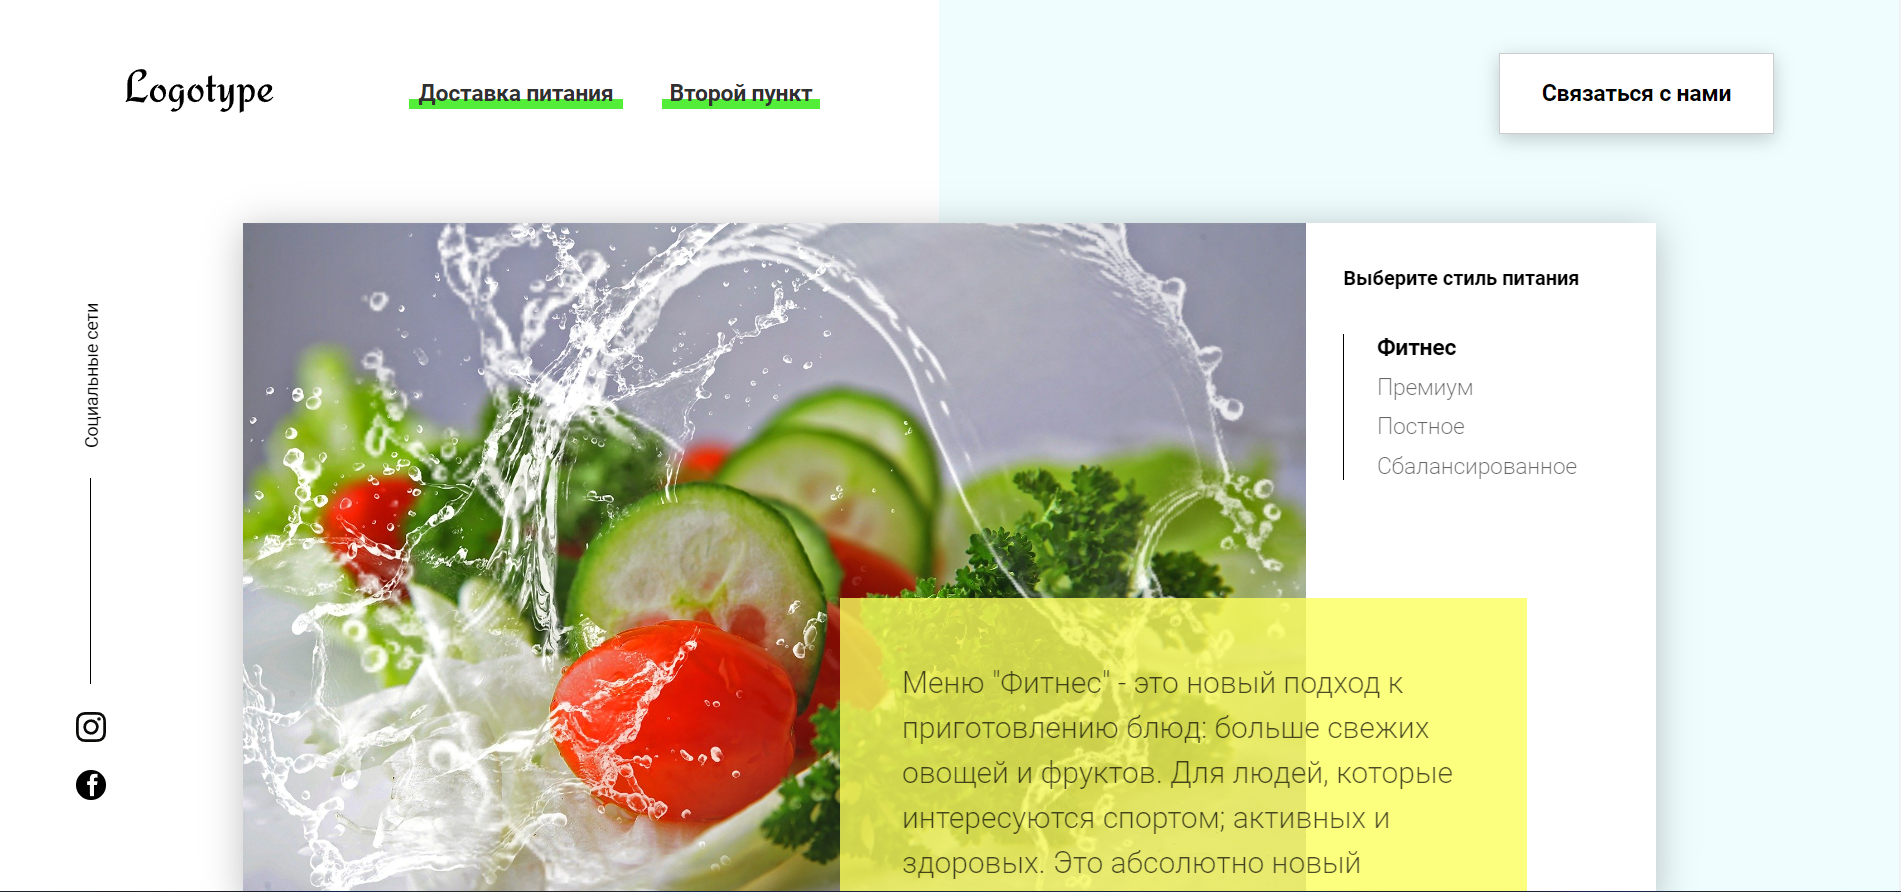 Logotype
Доставка питания
Второй пункт
Связаться с нами
Социальные сети
Выберите стиль питания
Фитнес
Премиум
Постное
Сбалансированное
Меню "Фитнес" - это новый подход к
приготовлению блюд: больше свежих
овощей и фруктов. Для людей, которые
интересуются спортом; активных и
здоровых. Это абсолютно новый